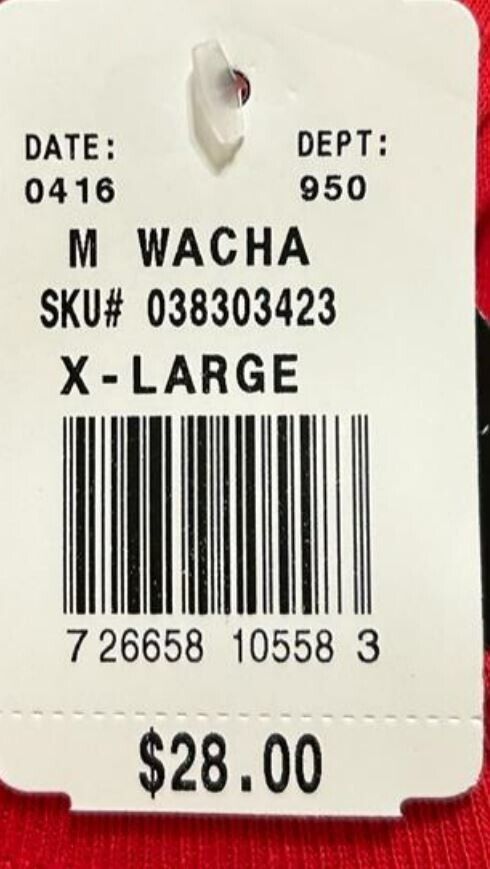 DATE: DEPT:
0416 950
M WACHA
SKU# 038303423
X-LARGE
7 26658 10558 3
$28.00